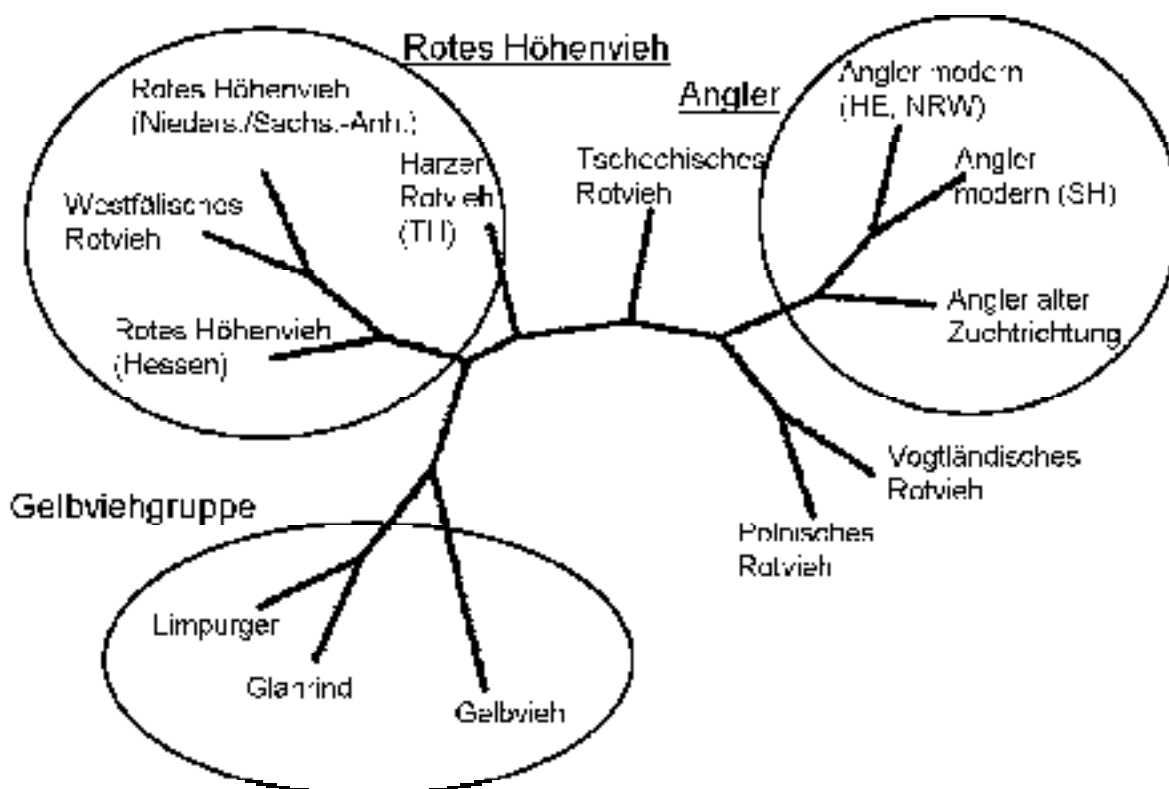 Rotes Höhenvieh
Rotes Höhenvieh
(Nieders./Sachs.-Anh.)
Westfälisches
Rotvieh
Harzer
Rotvieh
(TH)
Rotes Höhenvieh
(Hessen)
Tschechisches
Rotvieh
Angler
Angler modern
(HE, NRW)
Angler
modern (SH)
Angler alter
Zuchtrichtung
Vogtländisches
Rotvieh
Polnisches
Rotvieh
Gelbviehgruppe
Limpurger
Glanrind
Gelbvieh